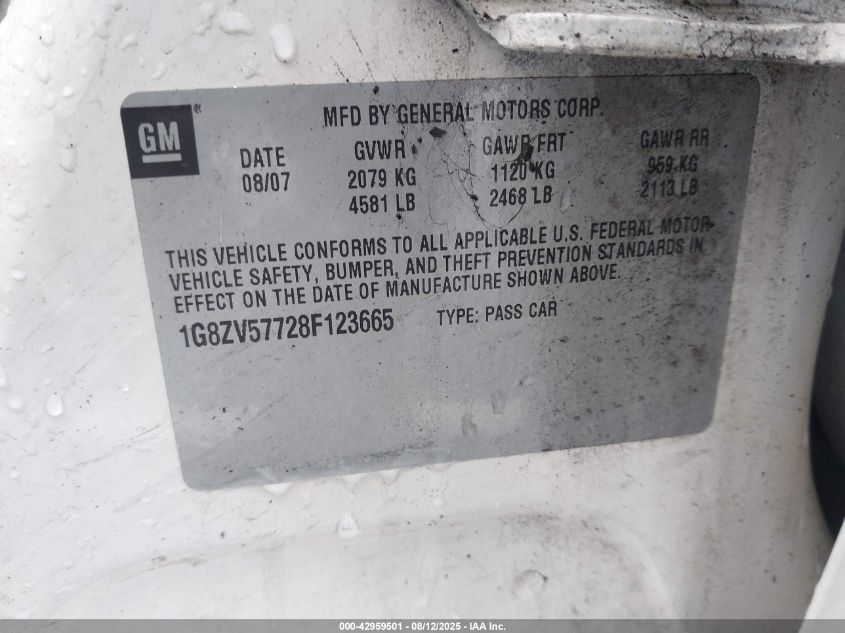 GM
MFD BY GENERAL MOTORS CORP.
DATE GVWR GAWR FRT GAWR RR
08/07 2079 KG 1120 KG 959 KG
4581 LB 2468 LB 2113 LB
THIS VEHICLE CONFORMS TO ALL APPLICABLE U.S. FEDERAL MOTOR
VEHICLE SAFETY, BUMPER, AND THEFT PREVENTION STANDARDS IN
EFFECT ON THE DATE OF MANUFACTURE SHOWN ABOVE.
1G8ZV57728F123665 TYPE: PASS CAR
000-42959501 - 08/12/2025 - IAA Inc.